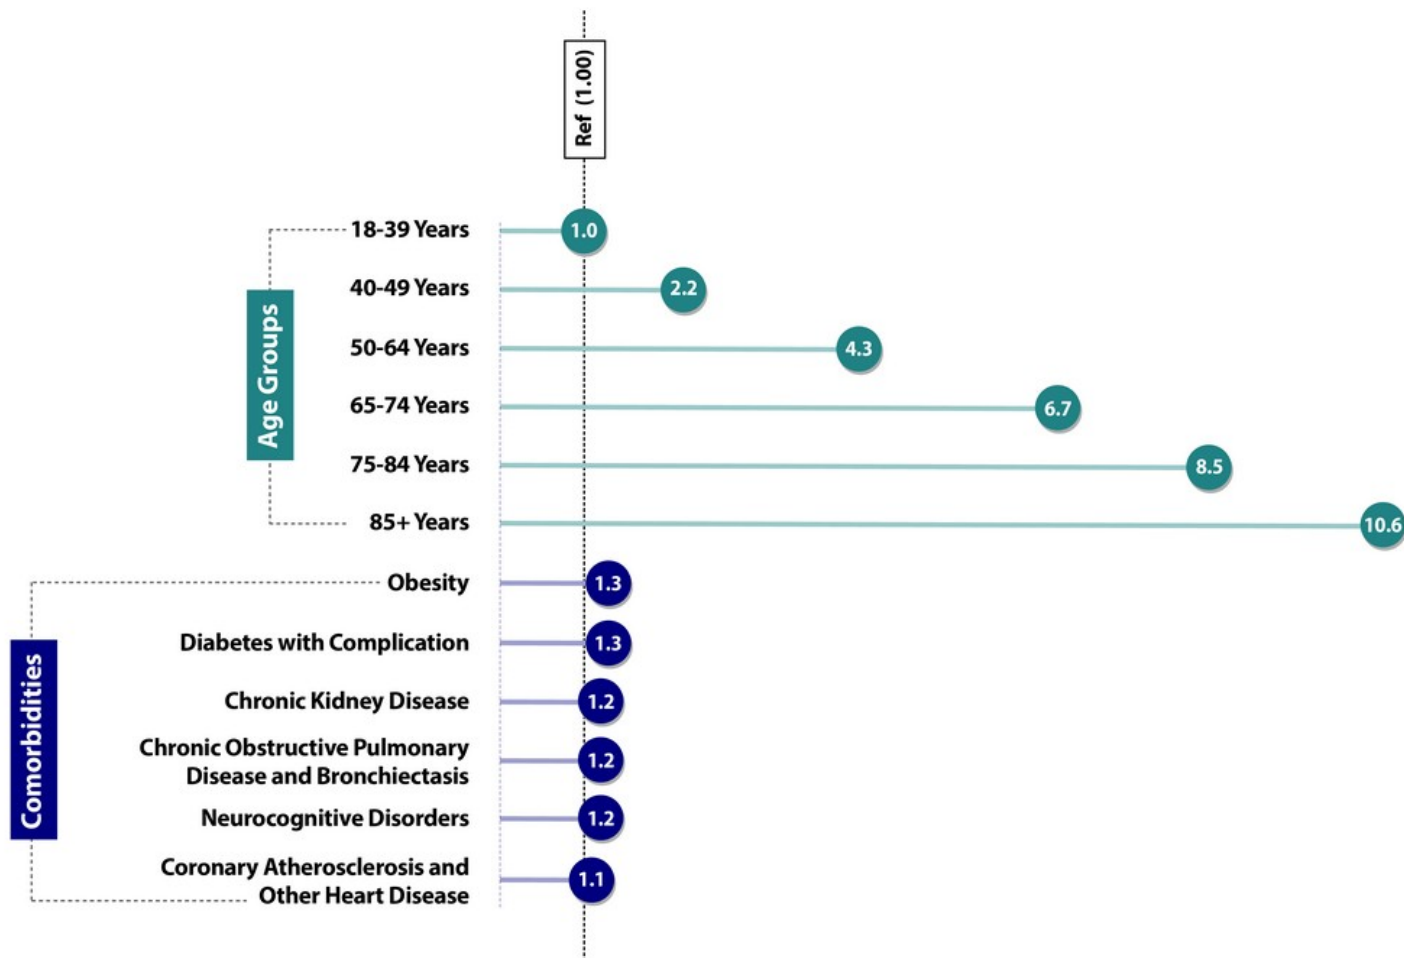 Ref (1.00)
Age Groups
18-39 Years
1.0
40-49 Years
2.2
50-64 Years
4.3
65-74 Years
6.7
75-84 Years
8.5
85+ Years
10.6
Comorbidities
Obesity
1.3
Diabetes with Complication
1.3
Chronic Kidney Disease
1.2
Chronic Obstructive Pulmonary
Disease and Bronchiectasis
1.2
Neurocognitive Disorders
1.2
Coronary Atherosclerosis and
Other Heart Disease
1.1